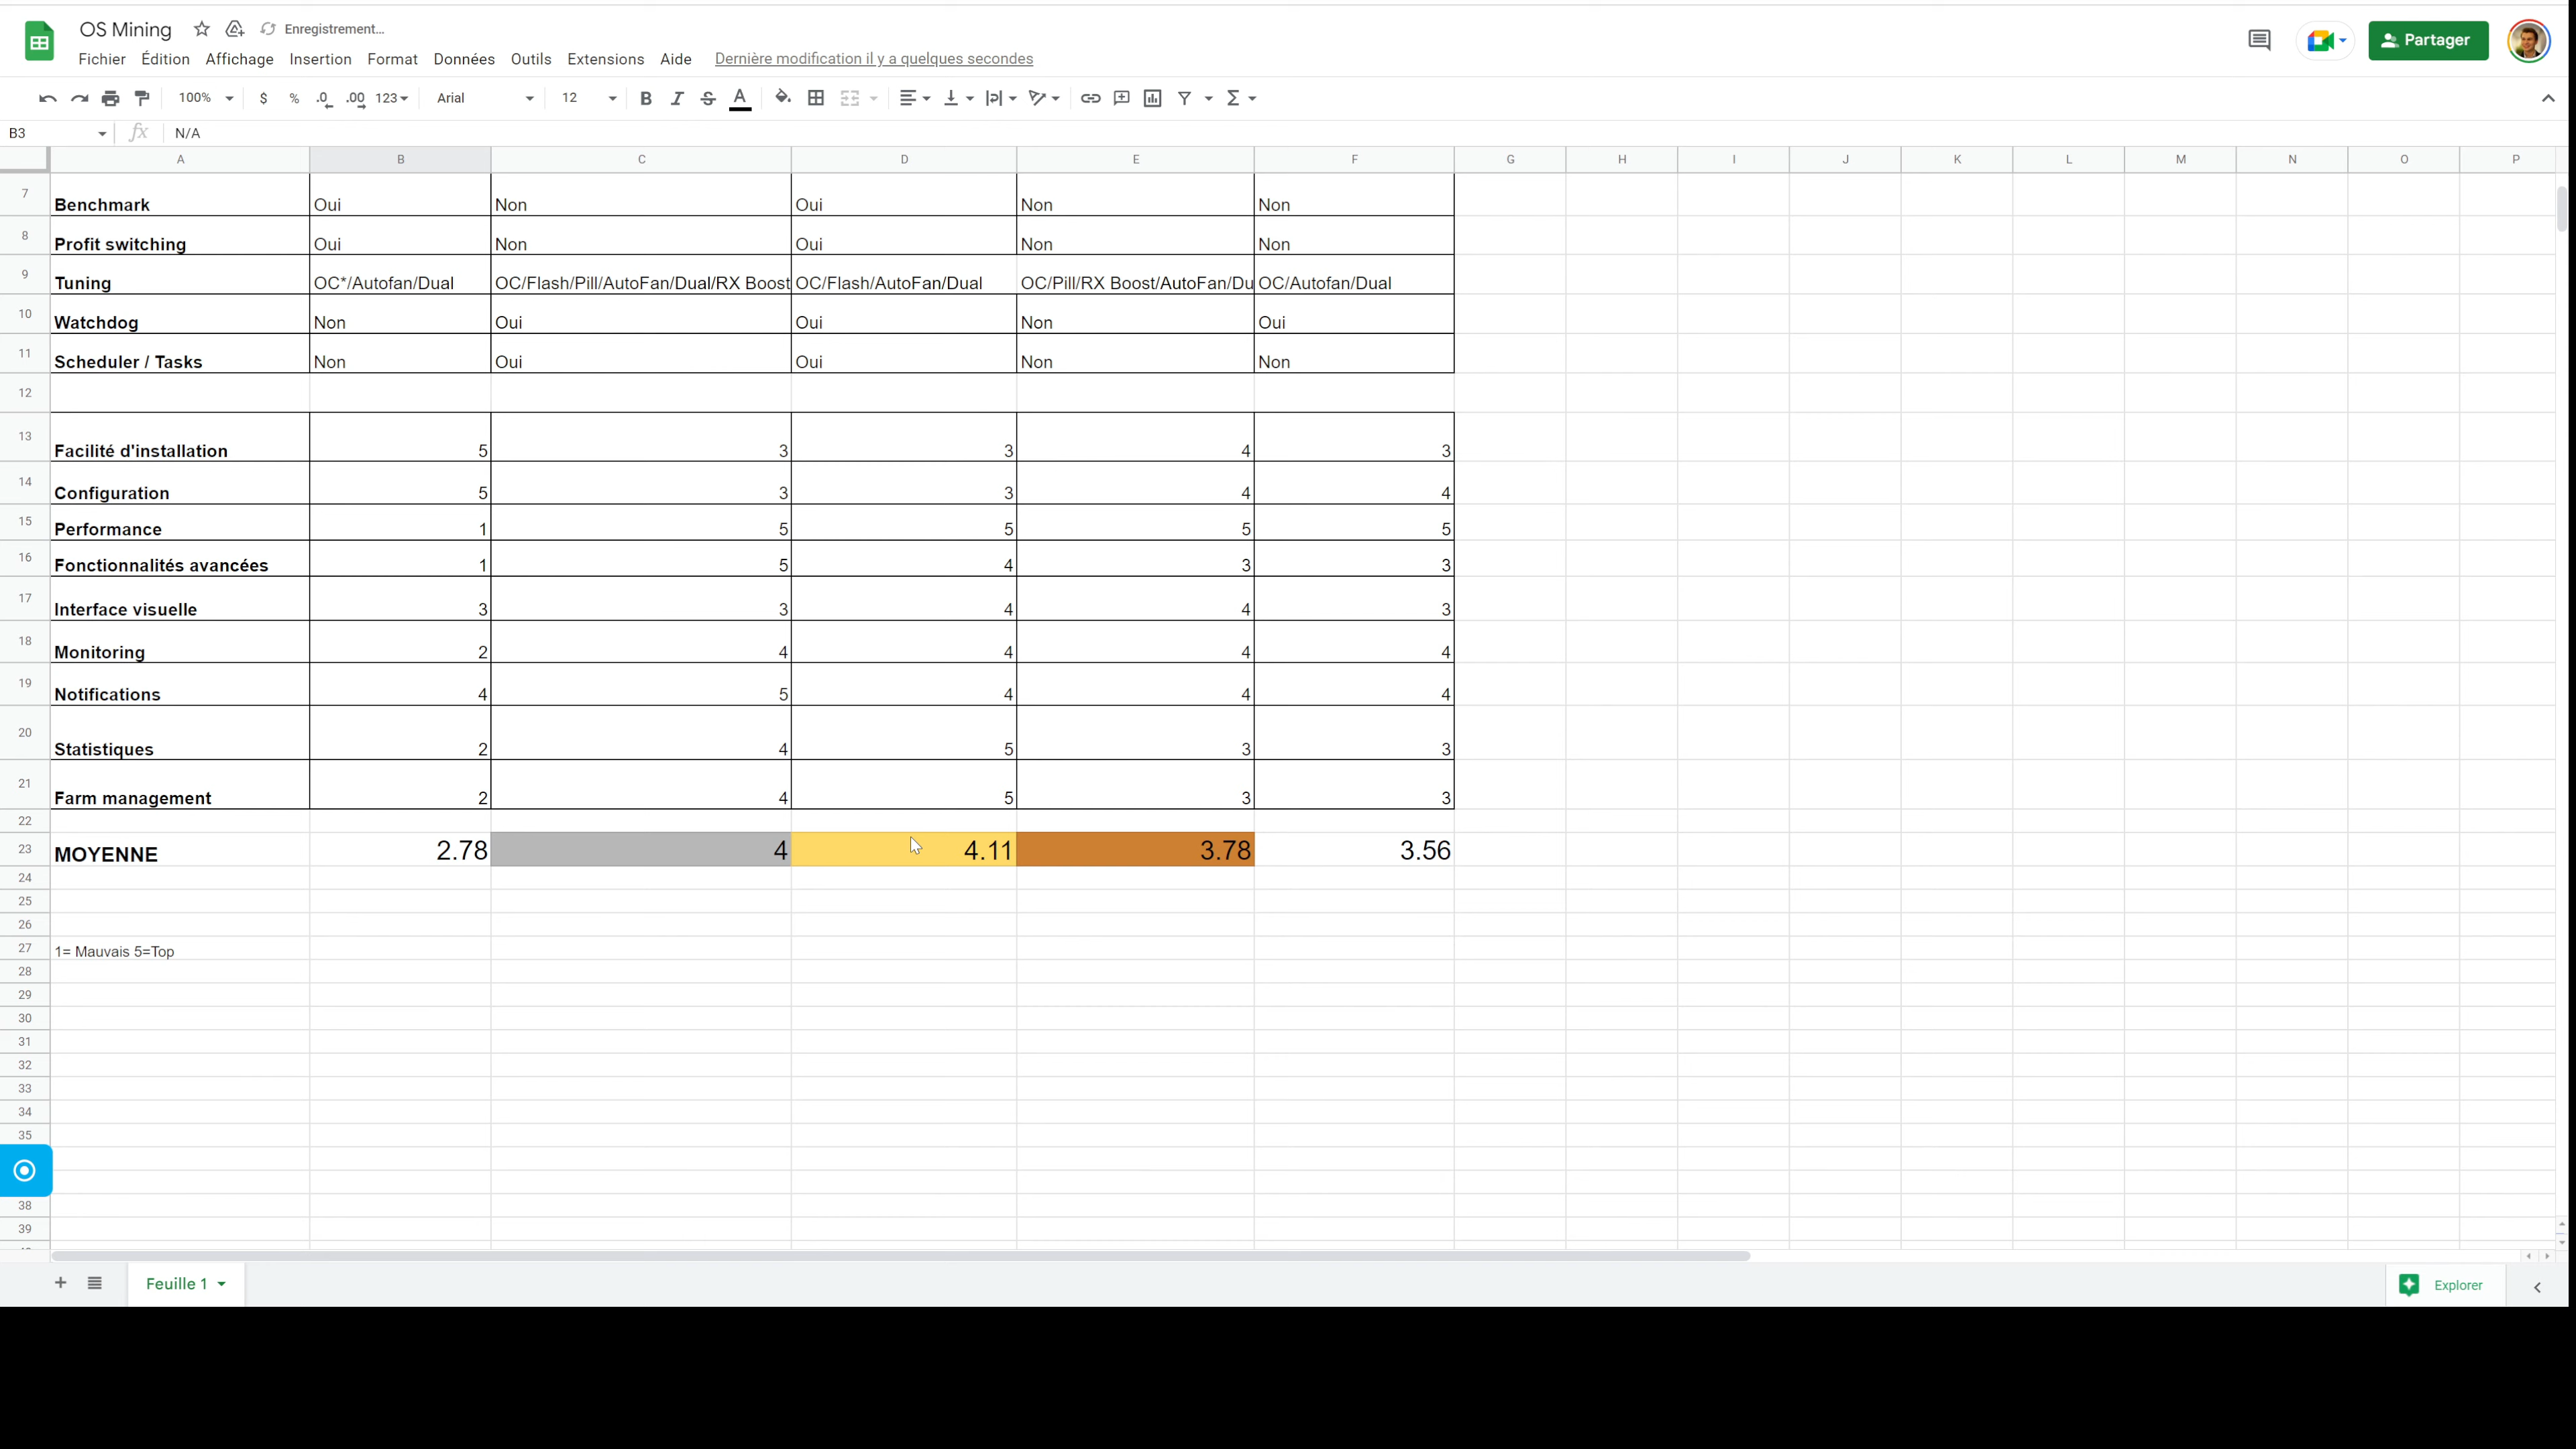 OS Mining Enregistrement...
Fichier Édition Affichage Insertion Format Données Outils Extensions Aide Dernière modification il y a quelques secondes
Partager
100% $ % .0 .00 123 Arial 12 B I S A Σ
B3 fx N/A
A B C D E F G H I J K L M N O P
7 Benchmark Oui Non Oui Non Non
8 Profit switching Oui Non Oui Non Non
9 Tuning OC*/Autofan/Dual OC/Flash/Pill/AutoFan/Dual/RX Boost OC/Flash/AutoFan/Dual OC/Pill/RX Boost/AutoFan/Du OC/Autofan/Dual
10 Watchdog Non Oui Oui Non Oui
11 Scheduler / Tasks Non Oui Oui Non Non
12
13 Facilité d'installation 5 3 3 4 3
14 Configuration 5 3 3 4 4
15 Performance 1 5 5 5 5
16 Fonctionnalités avancées 1 5 4 3 3
17 Interface visuelle 3 3 4 4 3
18 Monitoring 2 4 4 4 4
19 Notifications 4 5 4 4 4
20 Statistiques 2 4 5 3 3
21 Farm management 2 4 5 3 3
22
23 MOYENNE 2.78 4 4.11 3.78 3.56
24
25
26
27 1= Mauvais 5=Top
28
29
30
31
32
33
34
35
38
39
Feuille 1 Explorer